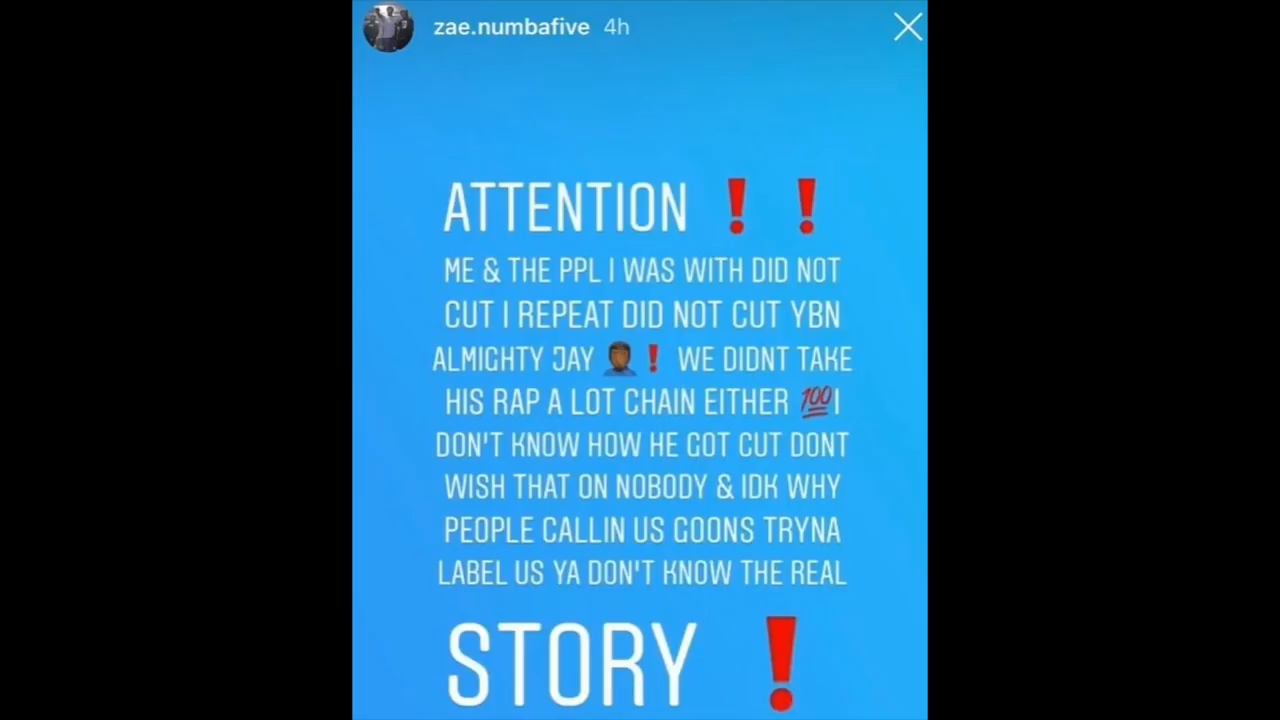 zae.numbafive 4h
ATTENTION ❗❗
ME & THE PPL I WAS WITH DID NOT
CUT I REPEAT DID NOT CUT YBN
ALMIGHTY JAY 🤦🏾‍♂️❗ WE DIDNT TAKE
HIS RAP A LOT CHAIN EITHER 💯I
DON'T KNOW HOW HE GOT CUT DONT
WISH THAT ON NOBODY & IDK WHY
PEOPLE CALLIN US GOONS TRYNA
LABEL US YA DON'T KNOW THE REAL
STORY ❗